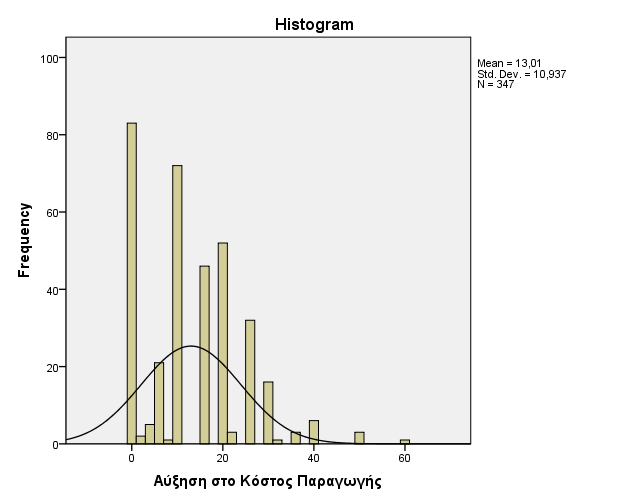 Histogram
Mean = 13,01
Std. Dev. = 10,937
N = 347
Frequency
100
80
60
40
20
0
0 20 40 60
Αύξηση στο Κόστος Παραγωγής